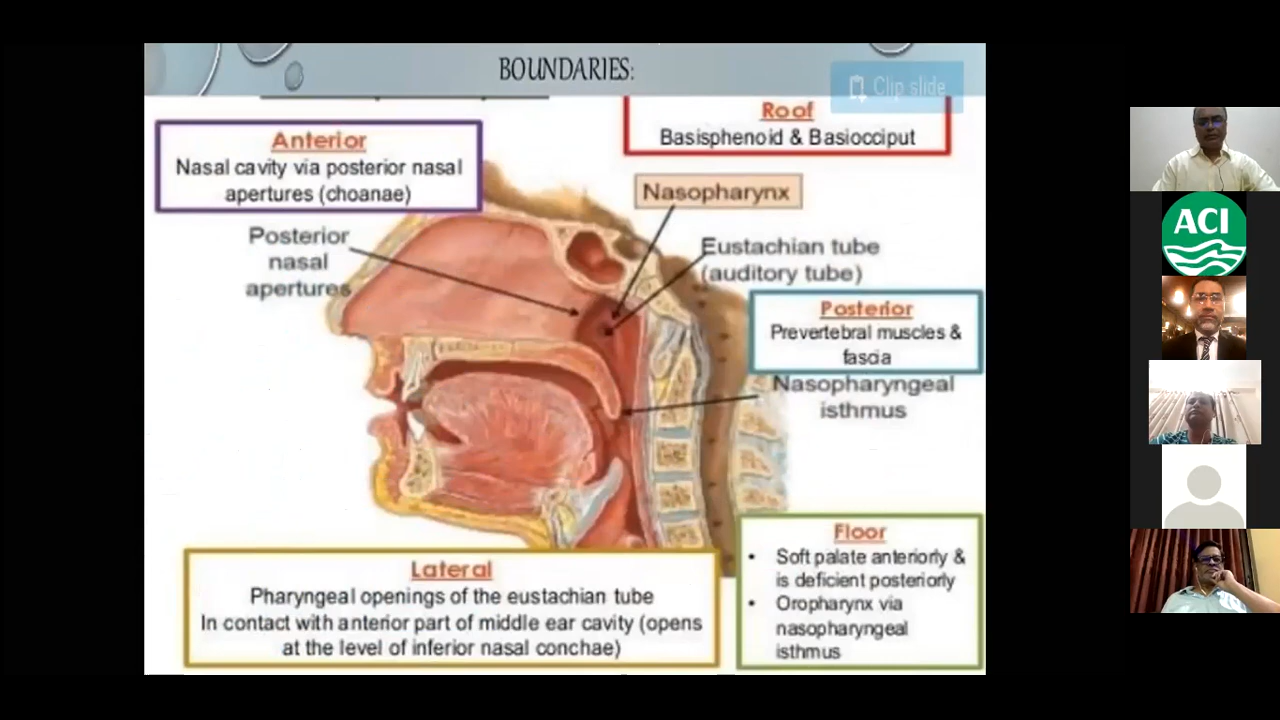 BOUNDARIES:
Clip slide
Roof
Basisphenoid & Basiocciput
Anterior
Nasal cavity via posterior nasal
apertures (choanae)
Nasopharynx
Posterior
nasal
apertures
Eustachian tube
(auditory tube)
Posterior
Prevertebral muscles &
fascia
Nasopharyngeal
isthmus
Lateral
Pharyngeal openings of the eustachian tube
In contact with anterior part of middle ear cavity (opens
at the level of inferior nasal conchae)
Floor
• Soft palate anteriorly &
is deficient posteriorly
• Oropharynx via
nasopharyngeal
isthmus
ACI